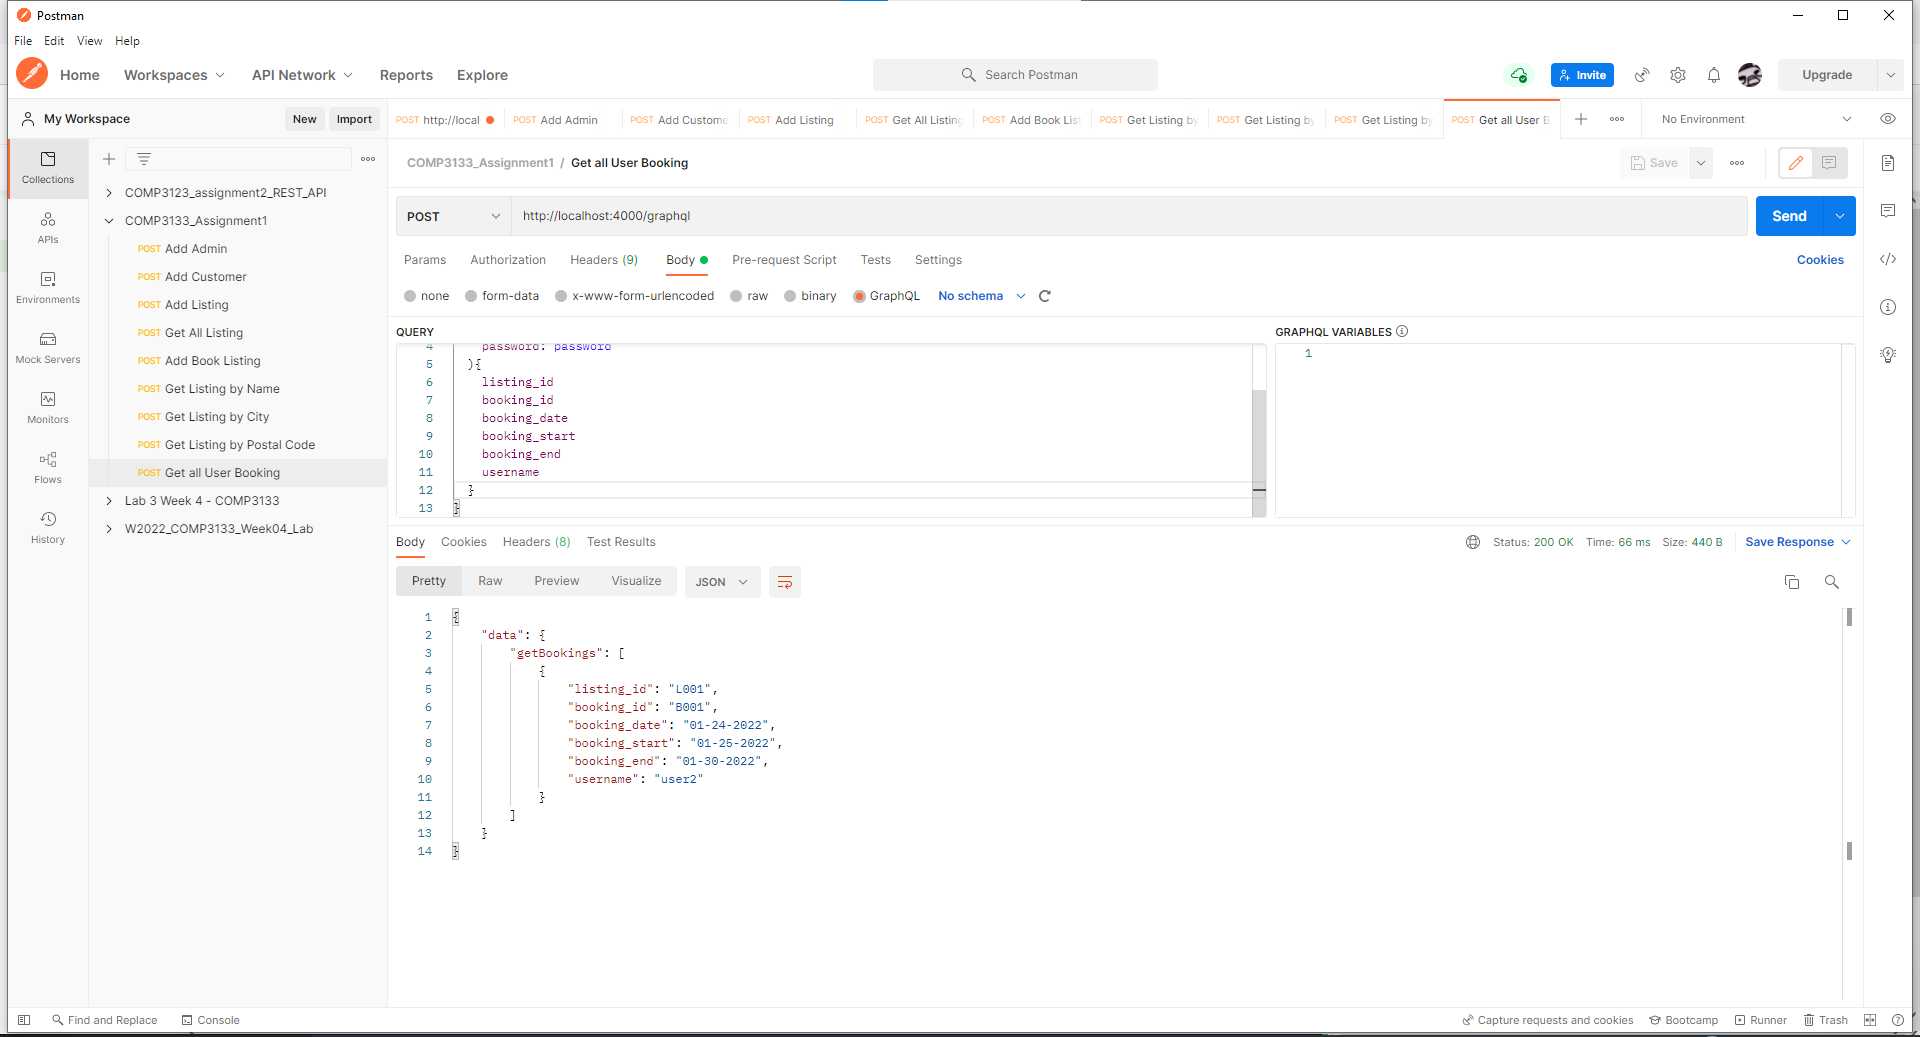 Postman
File Edit View Help
Home Workspaces API Network Reports Explore Search Postman Invite Upgrade
My Workspace New Import
POST http://local POST Add Admin POST Add Custome POST Add Listing POST Get All Listing POST Add Book Lis POST Get Listing by POST Get Listing by POST Get Listing by POST Get all User B No Environment
Collections
APIs
Environments
Mock Servers
Monitors
Flows
History
COMP3123_assignment2_REST_API
COMP3133_Assignment1
POST Add Admin
POST Add Customer
POST Add Listing
POST Get All Listing
POST Add Book Listing
POST Get Listing by Name
POST Get Listing by City
POST Get Listing by Postal Code
POST Get all User Booking
Lab 3 Week 4 - COMP3133
W2022_COMP3133_Week04_Lab
COMP3133_Assignment1 / Get all User Booking Save
POST http://localhost:4000/graphql Send
Params Authorization Headers (9) Body Pre-request Script Tests Settings Cookies
none form-data x-www-form-urlencoded raw binary GraphQL No schema
QUERY
4 password: password
5 ){
6 listing_id
7 booking_id
8 booking_date
9 booking_start
10 booking_end
11 username
12 }
13 }
GRAPHQL VARIABLES
1
Body Cookies Headers (8) Test Results Status: 200 OK Time: 66 ms Size: 440 B Save Response
Pretty Raw Preview Visualize JSON
1 {
2 "data": {
3 "getBookings": [
4 {
5 "listing_id": "L001",
6 "booking_id": "B001",
7 "booking_date": "01-24-2022",
8 "booking_start": "01-25-2022",
9 "booking_end": "01-30-2022",
10 "username": "user2"
11 }
12 ]
13 }
14 }
Find and Replace Console Capture requests and cookies Bootcamp Runner Trash